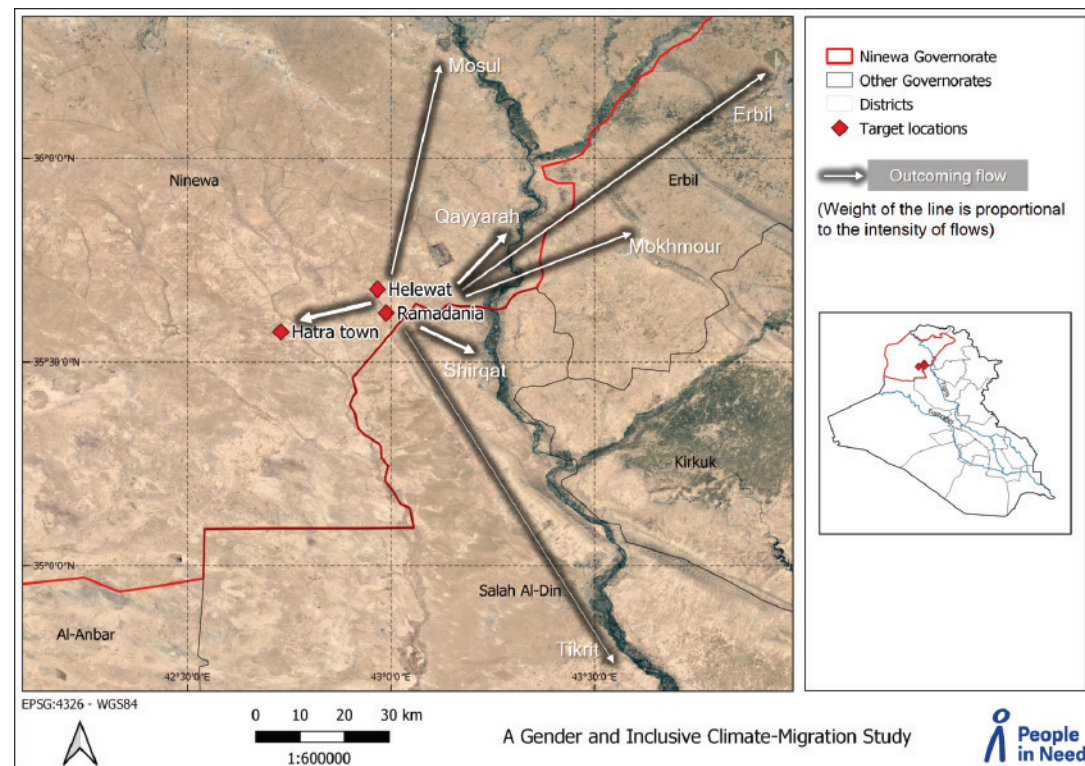 Mosul
Erbil
36°0'0"N
Ninewa
Erbil
Qayyarah
Mokhmour
Helewat
Ramadania
Hatra town
35°30'0"N
Shirqat
Kirkuk
35°0'0"N
Salah Al-Din
Al-Anbar
Tikrit
42°30'0"E
43°0'0"E
43°30'0"E
Ninewa Governorate
Other Governorates
Districts
Target locations
Outcoming flow
(Weight of the line is proportional
to the intensity of flows)
EPSG:4326 - WGS84
0 10 20 30 km
1:600000
A Gender and Inclusive Climate-Migration Study
People
in Need